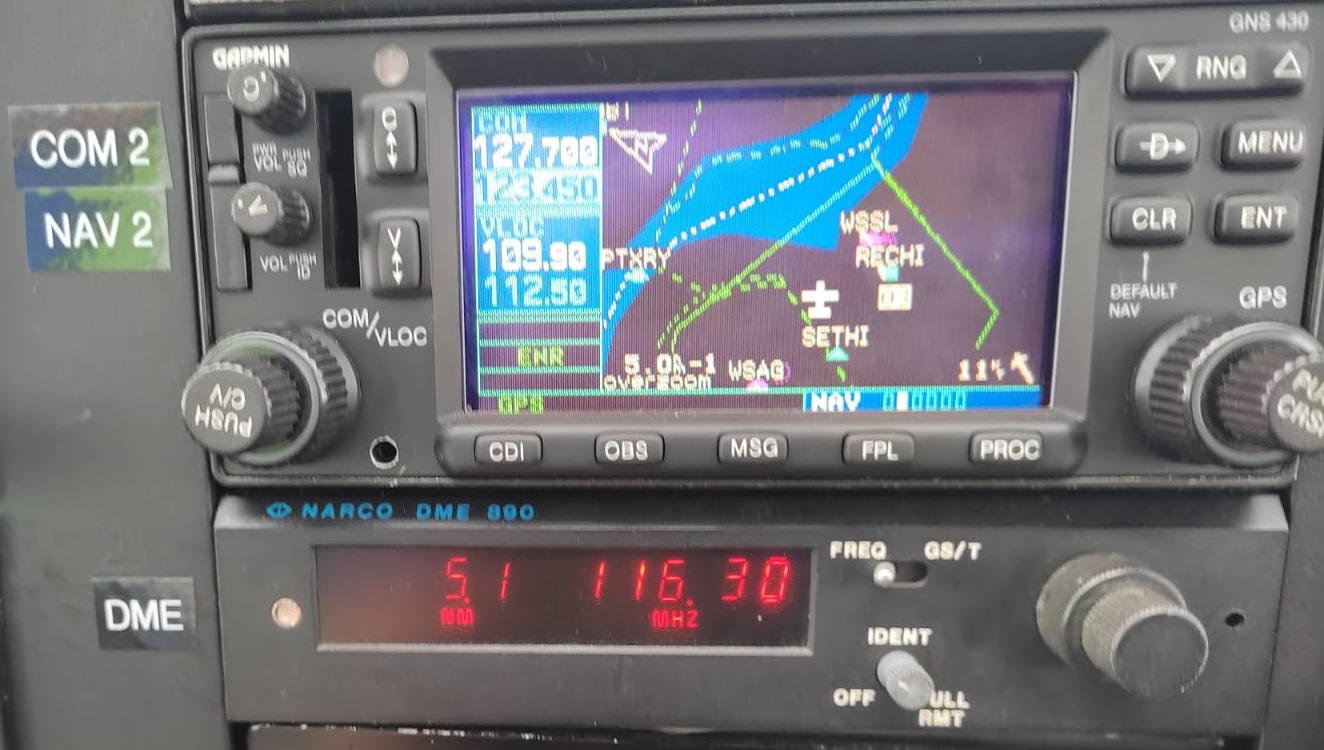 GNS 430
GARMIN
RNG
COM 2
NAV 2
C
PWR
VOL PUSH
SQ
V
VOL PUSH
ID
COM/VLOC
PUSH
C/V
COM
127.700
123.450
VLOC
109.90
112.50
ENR
GPS
N
PTXRY
WSSL
RECHI
SETHI
WSAG
overzoom
NAV
D
MENU
CLR
ENT
DEFAULT
NAV
GPS
CRSR
CDI
OBS
MSG
FPL
PROC
NARCO DME 890
DME
5.1
NM
116.30
MHZ
FREQ
GS/T
IDENT
OFF
RMT